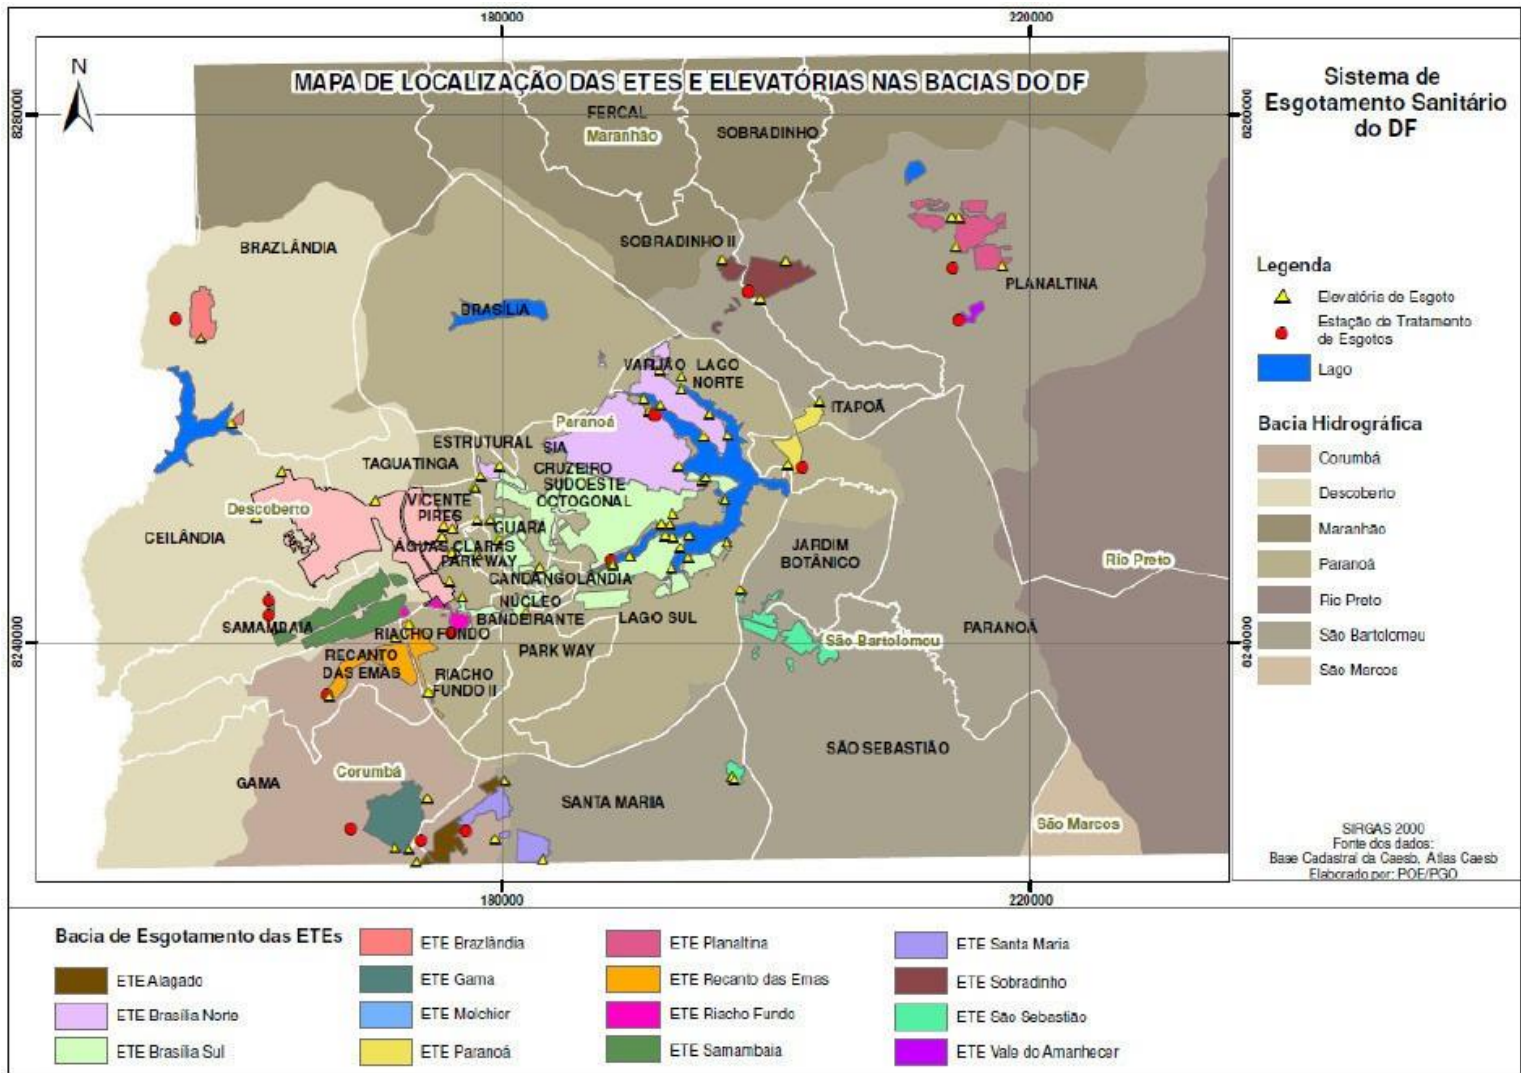 180000
220000
N
MAPA DE LOCALIZAÇÃO DAS ETES E ELEVATÓRIAS NAS BACIAS DO DF
8280000
8280000
FERCAL
Maranhão
SOBRADINHO
BRAZLÂNDIA
SOBRADINHO II
PLANALTINA
BRASÍLIA
VARJÃO
LAGO
NORTE
ITAPOÃ
Paranoá
ESTRUTURAL
SIA
TAGUATINGA
CRUZEIRO
SUDOESTE
OCTOGONAL
VICENTE
PIRES
Descoberto
GUARÁ
CEILÂNDIA
ÁGUAS CLARAS
PARK WAY
JARDIM
BOTÂNICO
Rio Preto
CANDANGOLÂNDIA
NÚCLEO
BANDEIRANTE
LAGO SUL
SAMAMBAIA
RIACHO FUNDO
PARANOÁ
São Bartolomeu
8240000
8240000
RECANTO
DAS EMAS
PARK WAY
RIACHO
FUNDO II
SÃO SEBASTIÃO
GAMA
Corumbá
SANTA MARIA
São Marcos
180000
220000
Sistema de
Esgotamento Sanitário
do DF
Legenda
Elevatória de Esgoto
Estação de Tratamento
de Esgotos
Lago
Bacia Hidrográfica
Corumbá
Descoberto
Maranhão
Paranoá
Rio Preto
São Bartolomeu
São Marcos
SIRGAS 2000
Fonte dos dados:
Base Cadastral da Caesb, Atlas Caesb
Elaborado por: POE/PGO
Bacia de Esgotamento das ETEs
ETE Alagado
ETE Brasília Norte
ETE Brasília Sul
ETE Brazlândia
ETE Gama
ETE Melchior
ETE Paranoá
ETE Planaltina
ETE Recanto das Emas
ETE Riacho Fundo
ETE Samambaia
ETE Santa Maria
ETE Sobradinho
ETE São Sebastião
ETE Vale do Amanhecer